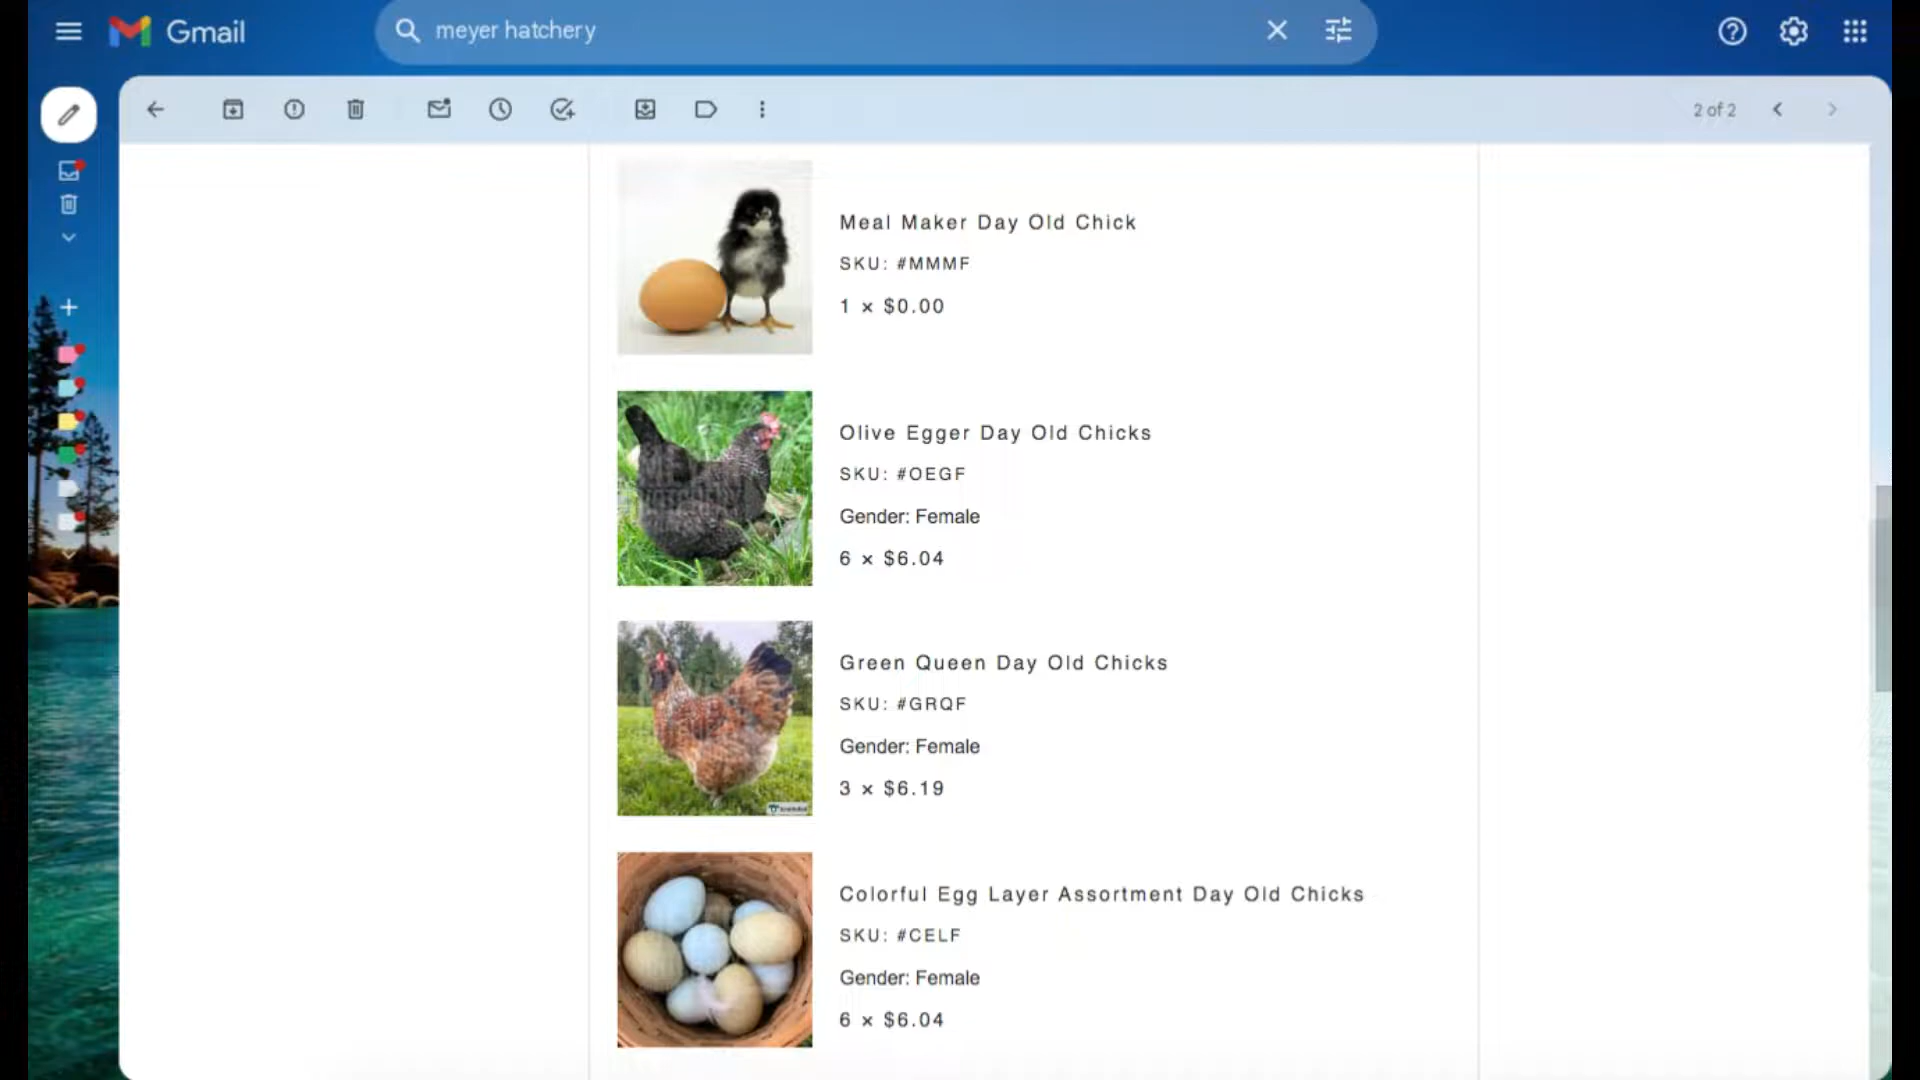 Gmail
meyer hatchery
2 of 2
Meal Maker Day Old Chick
SKU: #MMMF
1 × $0.00
Olive Egger Day Old Chicks
SKU: #OEGF
Gender: Female
6 × $6.04
Green Queen Day Old Chicks
SKU: #GRQF
Gender: Female
3 × $6.19
Colorful Egg Layer Assortment Day Old Chicks
SKU: #CELF
Gender: Female
6 × $6.04